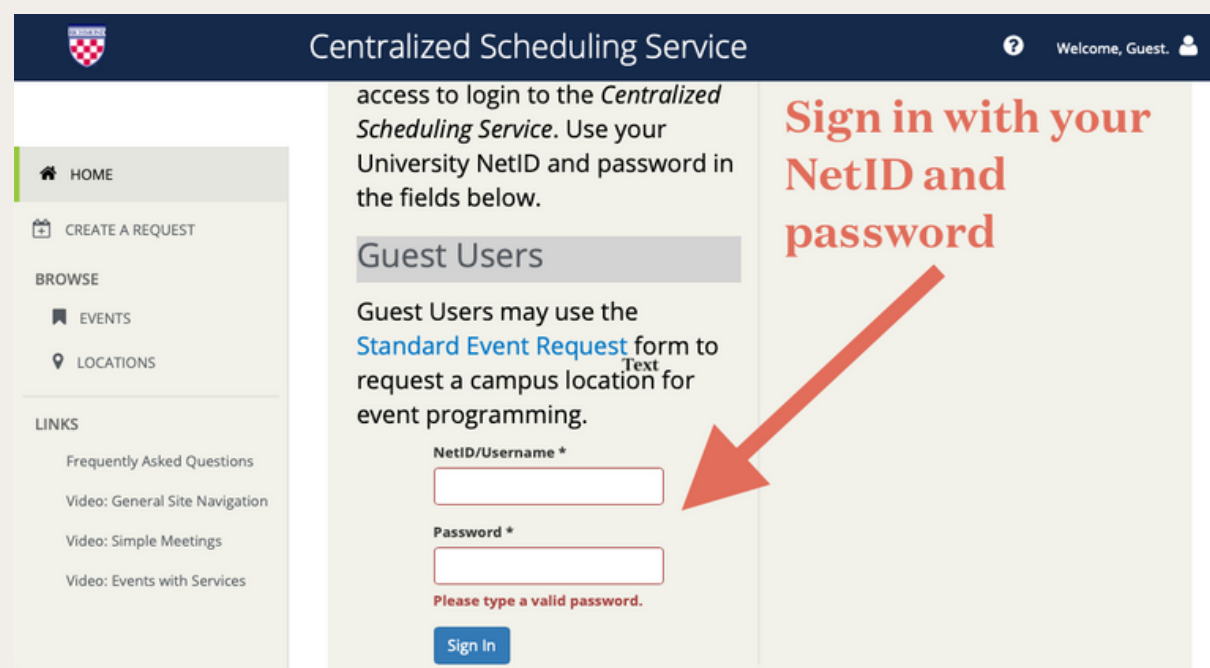 RICHMOND
Centralized Scheduling Service
Welcome, Guest.
HOME
CREATE A REQUEST
BROWSE
EVENTS
LOCATIONS
LINKS
Frequently Asked Questions
Video: General Site Navigation
Video: Simple Meetings
Video: Events with Services
access to login to the Centralized
Scheduling Service. Use your
University NetID and password in
the fields below.
Guest Users
Guest Users may use the
Standard Event Request form to
Text
request a campus location for
event programming.
NetID/Username *
Password *
Please type a valid password.
Sign In
Sign in with your
NetID and
password